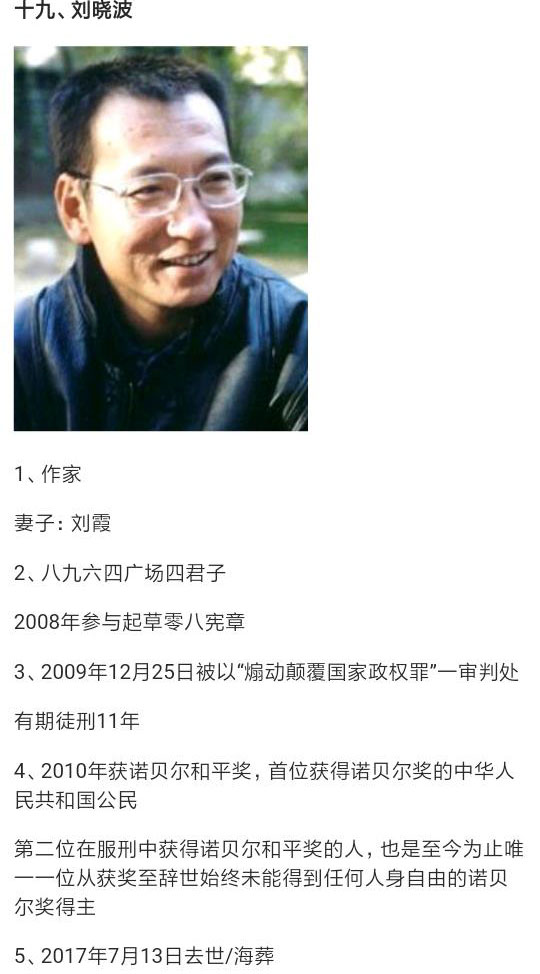 十九、刘晓波
1、作家
妻子：刘霞
2、八九六四广场四君子
2008年参与起草零八宪章
3、2009年12月25日被以“煽动颠覆国家政权罪”一审判处
有期徒刑11年
4、2010年获诺贝尔和平奖，首位获得诺贝尔奖的中华人
民共和国公民
第二位在服刑中获得诺贝尔和平奖的人，也是至今为止唯
一一位从获奖至辞世始终未能得到任何人身自由的诺贝
尔奖得主
5、2017年7月13日去世/海葬